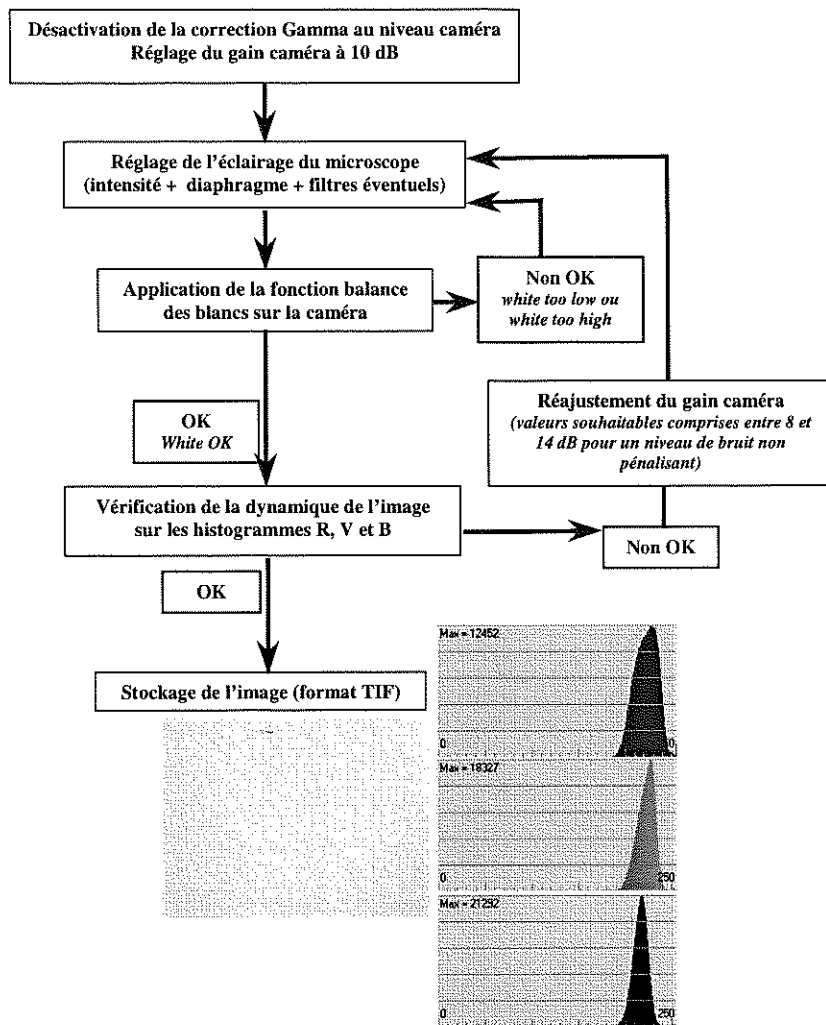 Désactivation de la correction Gamma au niveau caméra
Réglage du gain caméra à 10 dB
Réglage de l'éclairage du microscope
(intensité + diaphragme + filtres éventuels)
Application de la fonction balance
des blancs sur la caméra
Non OK
white too low ou
white too high
Réajustement du gain caméra
(valeurs souhaitables comprises entre 8 et
14 dB pour un niveau de bruit non
pénalisant)
OK
White OK
Vérification de la dynamique de l'image
sur les histogrammes R, V et B
Non OK
OK
Stockage de l'image (format TIF)
Max = 12452
0
Max = 18327
0
250
Max = 21292
0
250